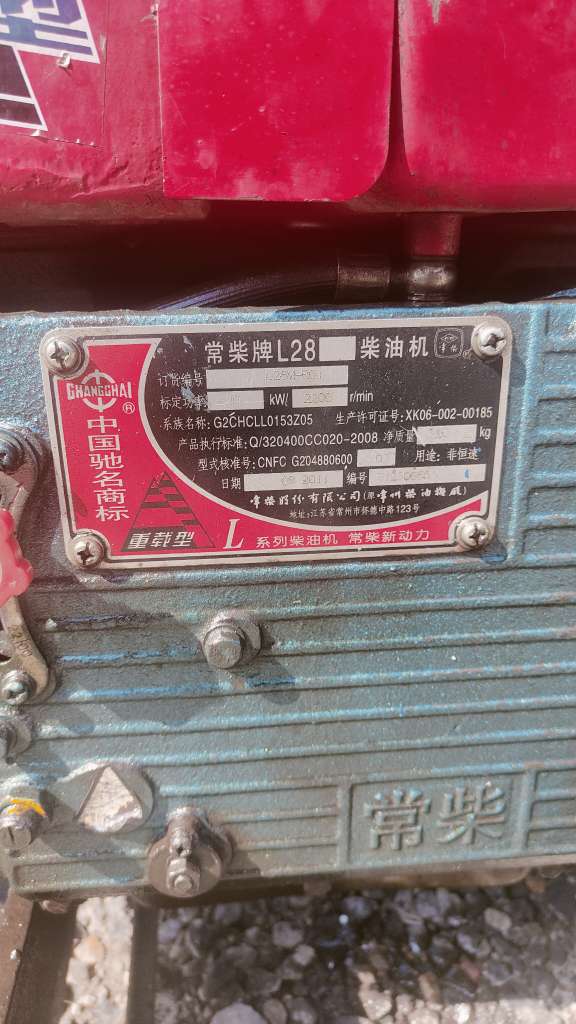 型
常柴牌L28 柴油机 常柴
CHANGCHAI
®
中国驰名商标
订货编号
标定功率 kW/ 2200 r/min
系族名称: G2CHCLL0153Z05 生产许可证号: XK06-002-00185
产品执行标准: Q/320400CC020-2008 净质量 kg
型式核准号: CNFC G204880600 用途: 非恒速
日期 2011 编号
常柴股份有限公司(原常州柴油机厂)
地址:江苏省常州市怀德中路123号
重载型 L 系列柴油机 常柴新动力
常柴